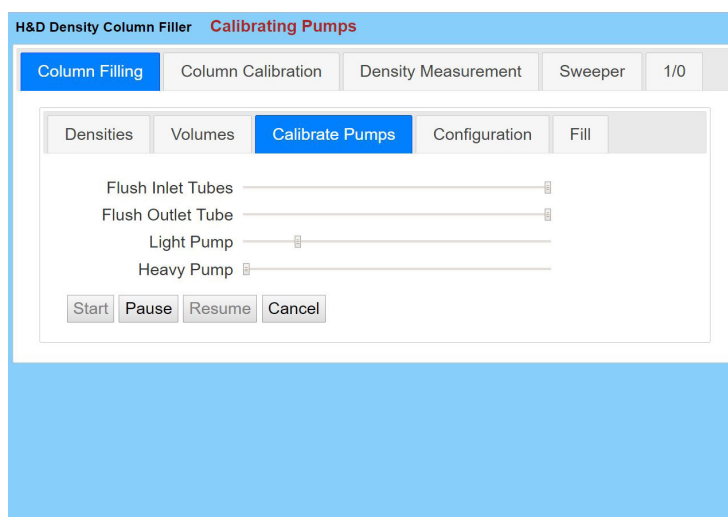 H&D Density Column Filler Calibrating Pumps
Column Filling Column Calibration Density Measurement Sweeper 1/0
Densities Volumes Calibrate Pumps Configuration Fill
Flush Inlet Tubes
Flush Outlet Tube
Light Pump
Heavy Pump
Start Pause Resume Cancel